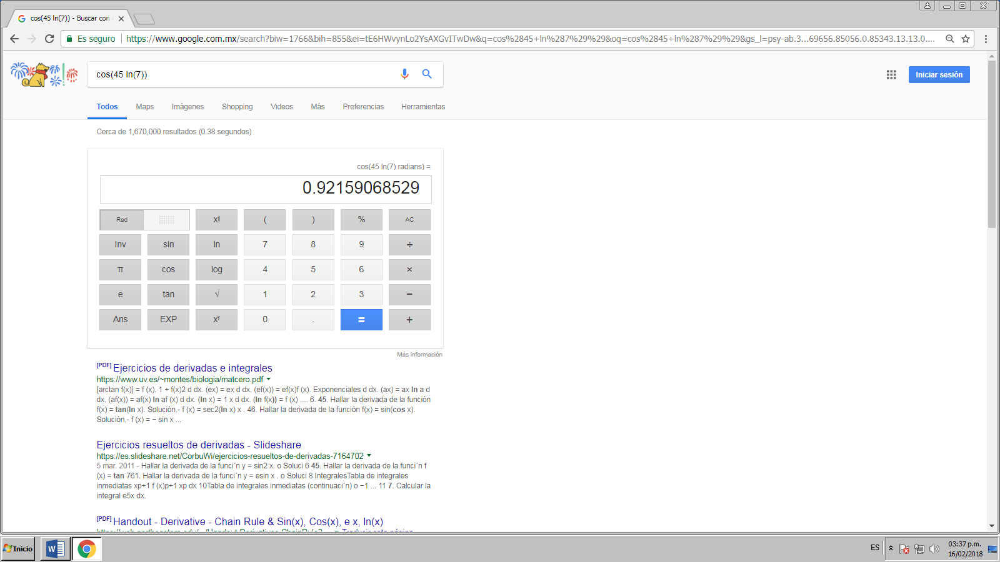 cos(45 ln(7)) - Buscar con
Es seguro
https://www.google.com.mx/search?biw=1766&bih=855&ei=tE6HWvynLo2YsAXGvITwDw&q=cos%2845+ln%287%29%29&oq=cos%2845+ln%287%29%29&gs_l=psy-ab.3...69656.85056.0.85343.13.13.0....
cos(45 ln(7))
Iniciar sesión
Todos Maps Imágenes Shopping Videos Más Preferencias Herramientas
Cerca de 1,670,000 resultados (0.38 segundos)
cos(45 ln(7) radians) =
0.92159068529
Rad x! ( ) % AC
Inv sin ln 7 8 9 ÷
π cos log 4 5 6 ×
e tan √ 1 2 3 −
Ans EXP xʸ 0 . = +
Más información
[PDF] Ejercicios de derivadas e integrales
https://www.uv.es/~montes/biologia/matcero.pdf
[arctan f(x)] = f (x). 1 + f(x)2 d dx. (ex) = ex d dx. (ef(x)) = ef(x)f (x). Exponenciales d dx. (ax) = ax ln a d
dx. (af(x)) = af(x) ln af (x) d dx. (ln x) = 1 x d dx. (ln f(x)) = f (x) .... 6. 45. Hallar la derivada de la función
f(x) = tan(ln x). Solución.- f (x) = sec2(ln x) x . 46. Hallar la derivada de la función f(x) = sin(cos x).
Solución.- f (x) = − sin x ...
Ejercicios resueltos de derivadas - Slideshare
https://es.slideshare.net/CorbuWi/ejercicios-resueltos-de-derivadas-7164702
5 mar. 2011 - Hallar la derivada de la funci´n y = sin2 x. o Soluci 6 45. Hallar la derivada de la funci´n f
(x) = tan 761. Hallar la derivada de la funci´n y = esin x . o Soluci 8 IntegralesTabla de integrales
inmediatas xp+1 f (x)p+1 xp dx 10Tabla de integrales inmediatas (continuaci´n) o −1 ... 11 7. Calcular la
integral e5x dx.
[PDF] Handout - Derivative - Chain Rule & Sin(x), Cos(x), e x, ln(x)
Inicio
ES
03:37 p.m.
16/02/2018